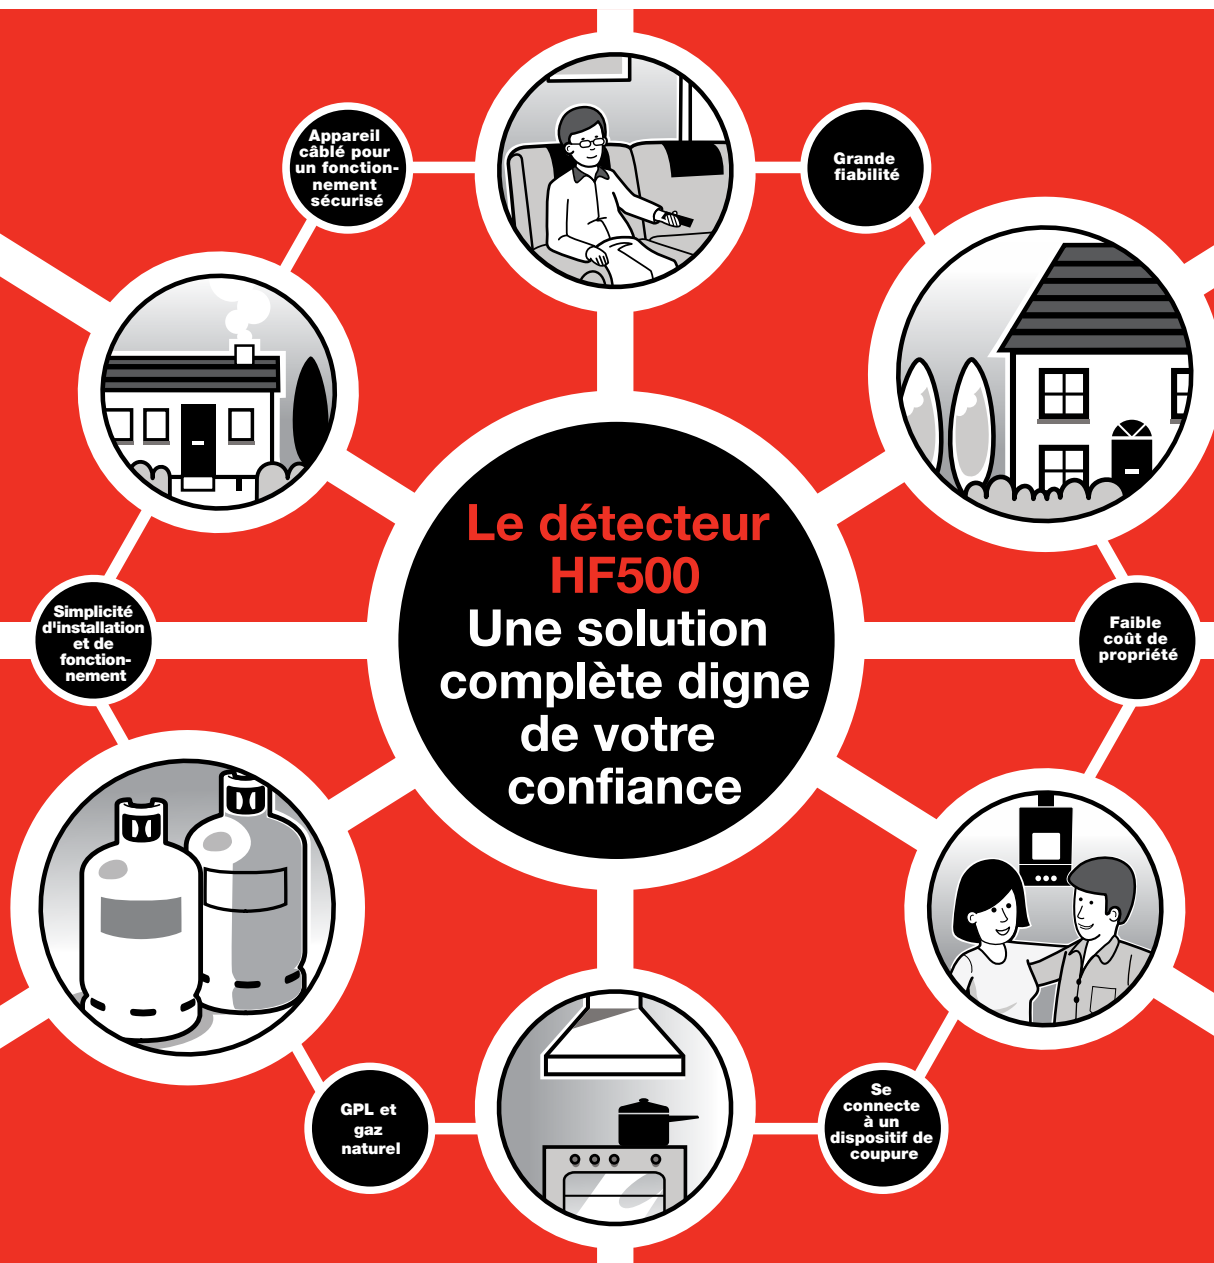 Appareil
câblé pour
un fonction-
nement
sécurisé
Grande
fiabilité
Le détecteur
HF500
Une solution
complète digne
de votre
confiance
Simplicité
d'installation
et de
fonction-
nement
Faible
coût de
propriété
GPL et
gaz
naturel
Se
connecte
à un
dispositif de
coupure